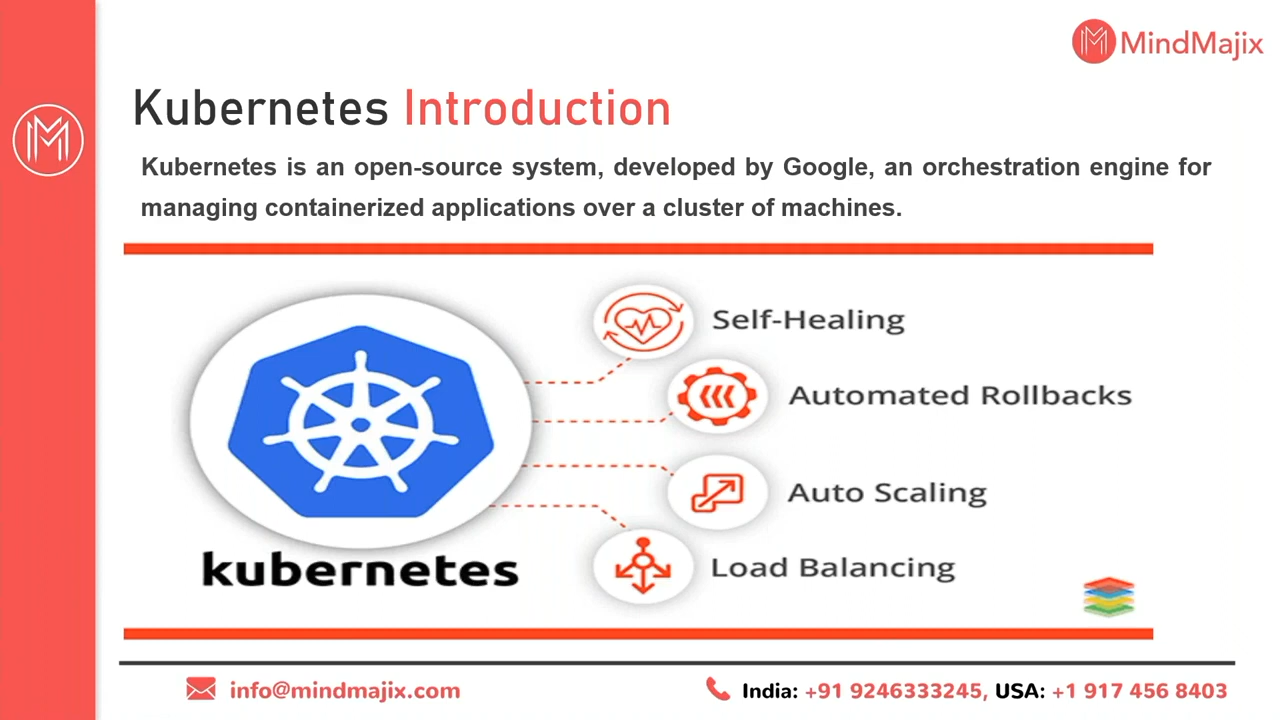 MindMajix
Kubernetes Introduction
Kubernetes is an open-source system, developed by Google, an orchestration engine for
managing containerized applications over a cluster of machines.
Self-Healing
Automated Rollbacks
Auto Scaling
Load Balancing
kubernetes
info@mindmajix.com
India: +91 9246333245, USA: +1 917 456 8403